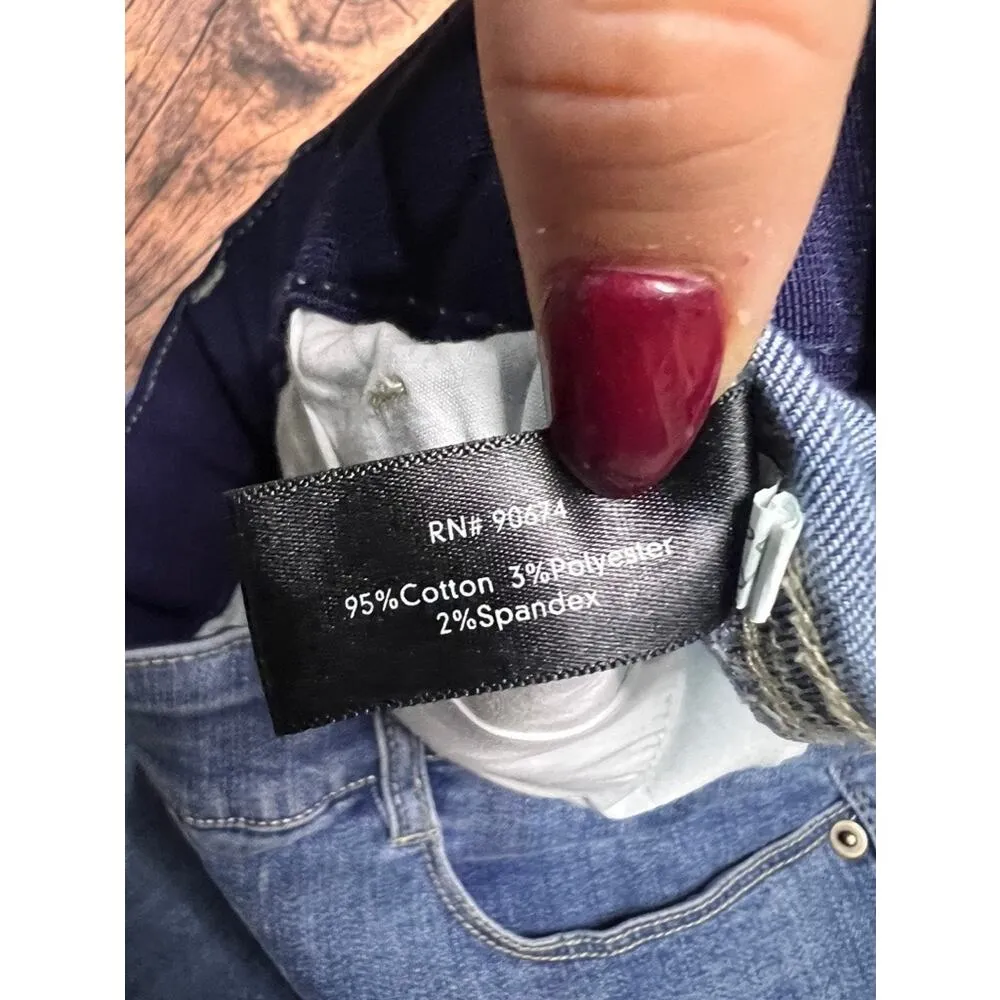 RN# 90674
95%Cotton 3%Polyester
2%Spandex